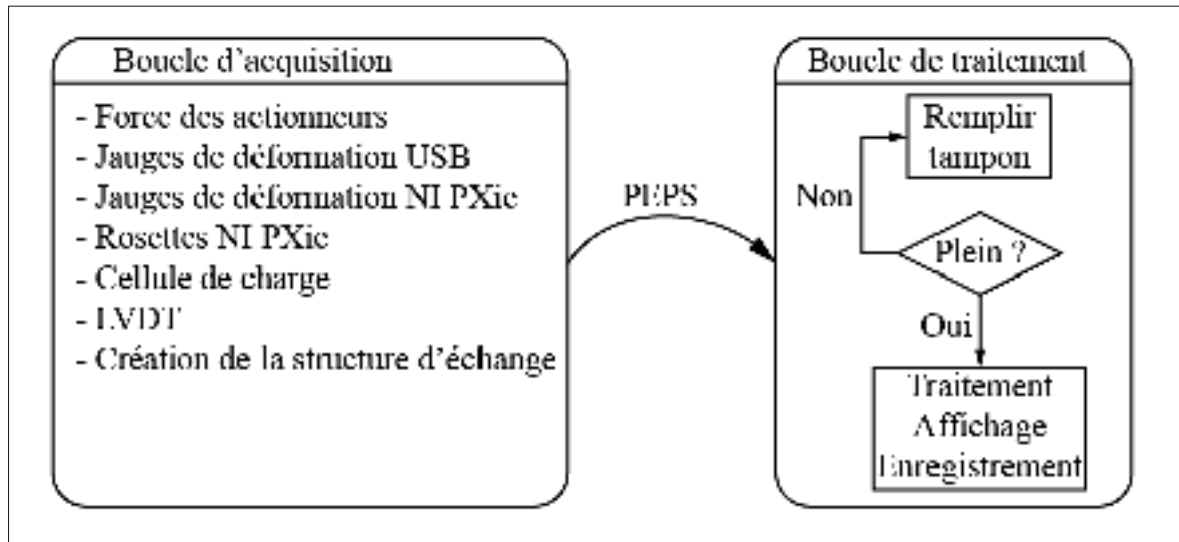 Boucle d'acquisition
- Force des actionneurs
- Jauges de déformation USB
- Jauges de déformation NI PXie
- Rosettes NI PXie
- Cellule de charge
- LVDT
- Création de la structure d'échange
PEPS
Boucle de traitement
Remplir
tampon
Non
Plein ?
Oui
Traitement
Affichage
Enregistrement